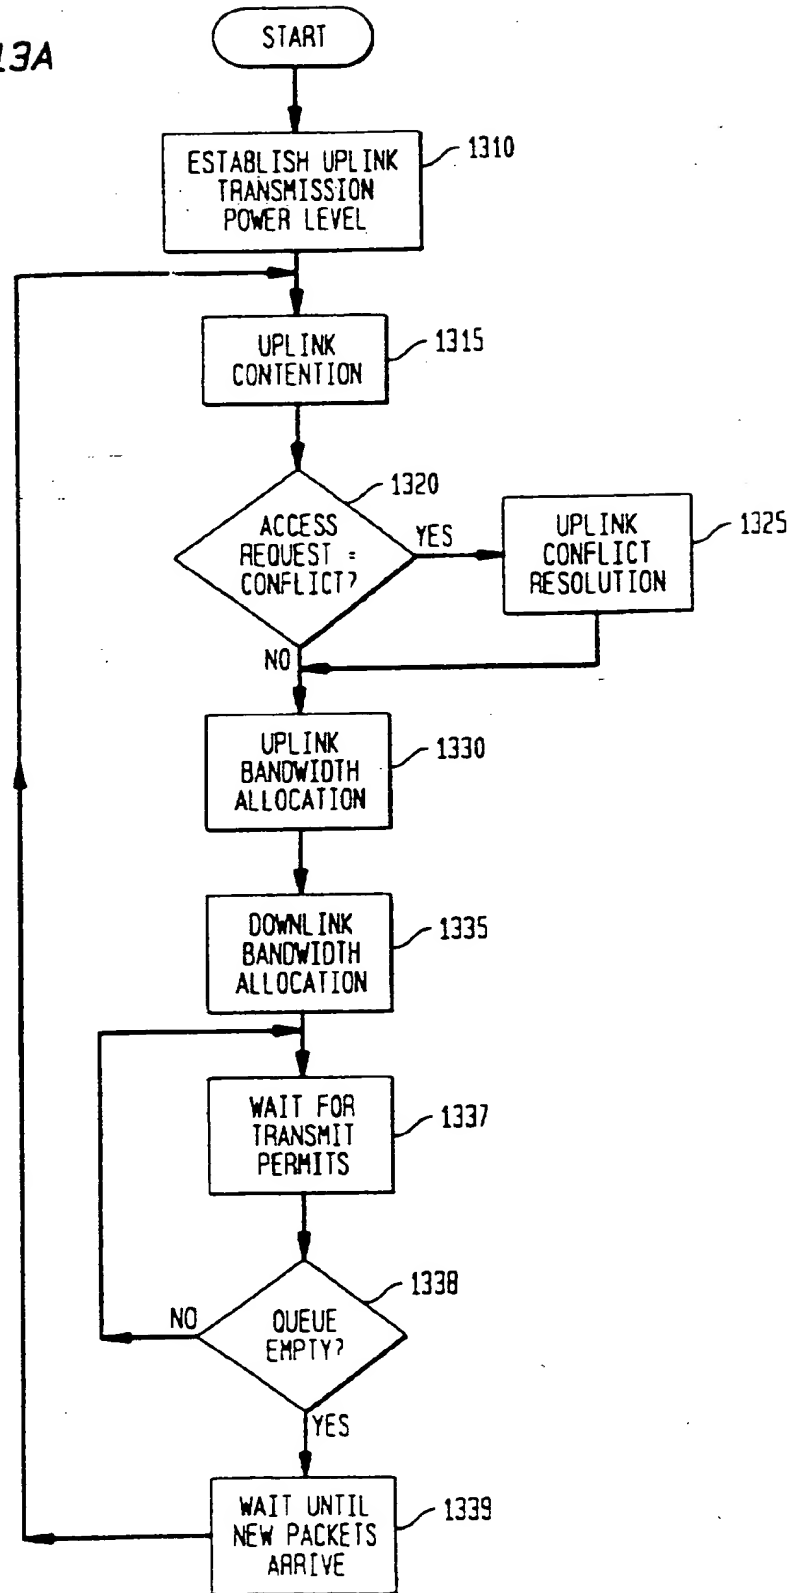 13A
START
ESTABLISH UPLINK
TRANSMISSION
POWER LEVEL
1310
UPLINK
CONTENTION
1315
1320
ACCESS
REQUEST =
CONFLICT?
YES
UPLINK
CONFLICT
RESOLUTION
1325
NO
UPLINK
BANDWIDTH
ALLOCATION
1330
DOWNLINK
BANDWIDTH
ALLOCATION
1335
WAIT FOR
TRANSMIT
PERMITS
1337
1338
QUEUE
EMPTY?
NO
YES
WAIT UNTIL
NEW PACKETS
ARRIVE
1339